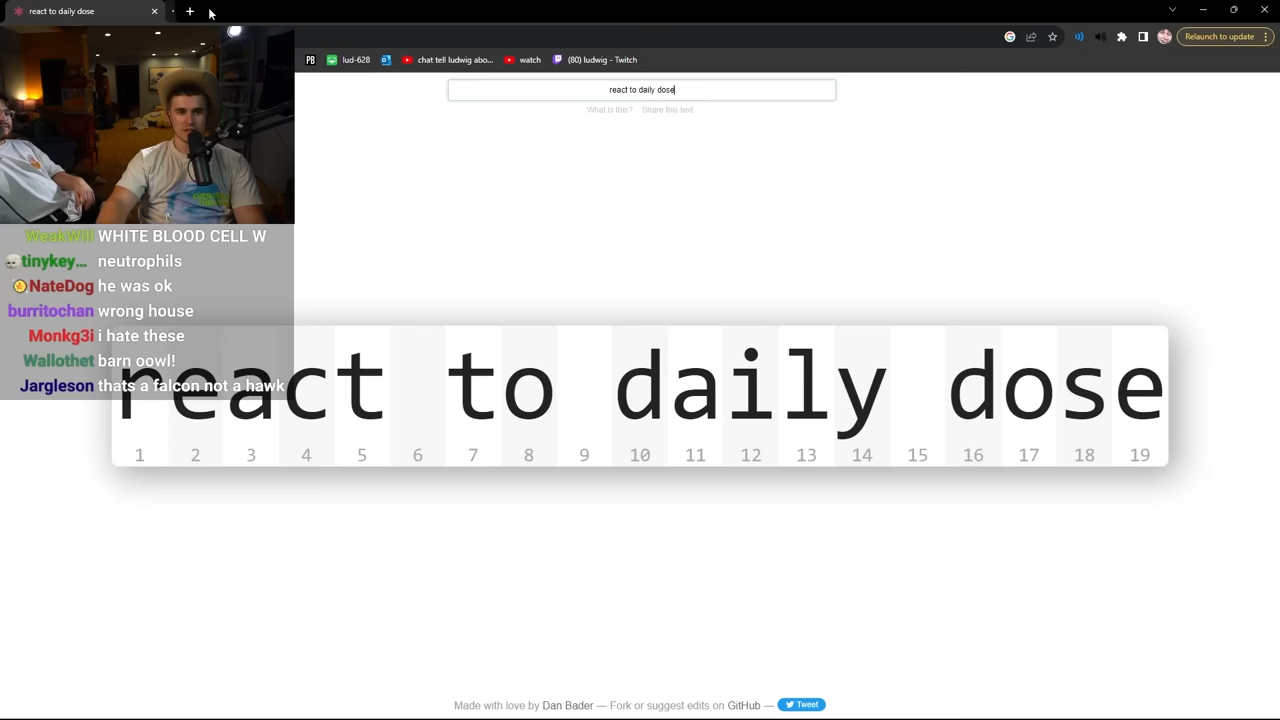 react to daily dose
Relaunch to update
PB
lud-628
chat tell ludwig abo...
watch
(80) ludwig - Twitch
react to daily dose
What is this? Share this text
WeakWill WHITE BLOOD CELL W
tinykey... neutrophils
NateDog he was ok
burritochan wrong house
Monkg3i i hate these
Wallothet barn oowl!
Jargleson thats a falcon not a hawk
react to daily dose
1 2 3 4 5 6 7 8 9 10 11 12 13 14 15 16 17 18 19
Made with love by Dan Bader — Fork or suggest edits on GitHub — Tweet